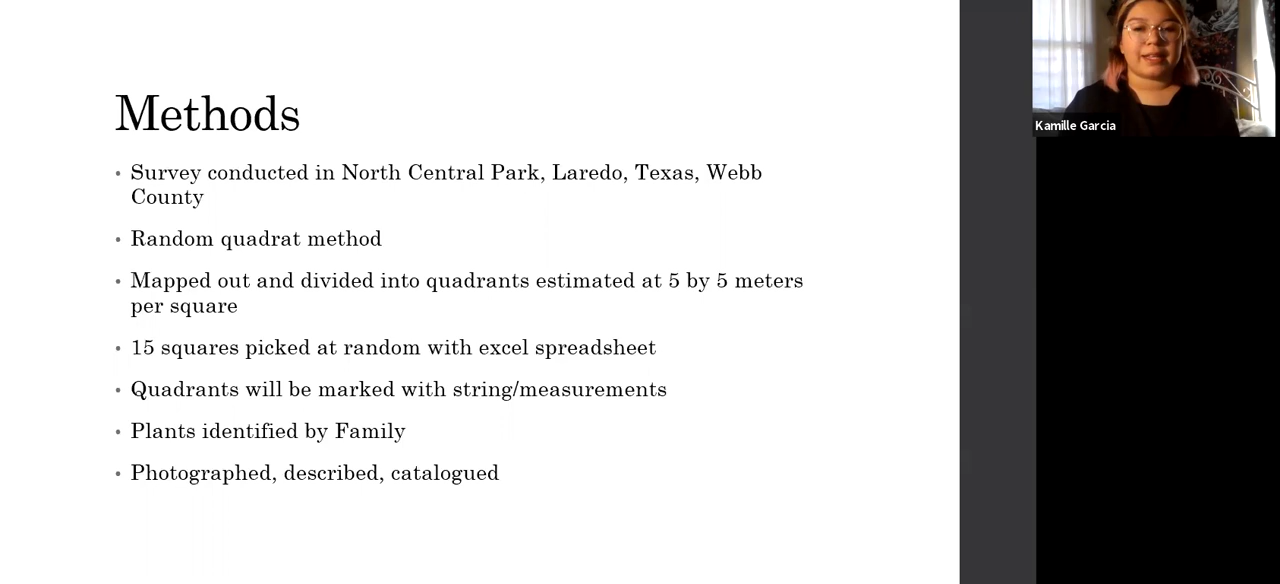 Methods
• Survey conducted in North Central Park, Laredo, Texas, Webb
County
• Random quadrat method
• Mapped out and divided into quadrants estimated at 5 by 5 meters
per square
• 15 squares picked at random with excel spreadsheet
• Quadrants will be marked with string/measurements
• Plants identified by Family
• Photographed, described, catalogued
Kamille Garcia